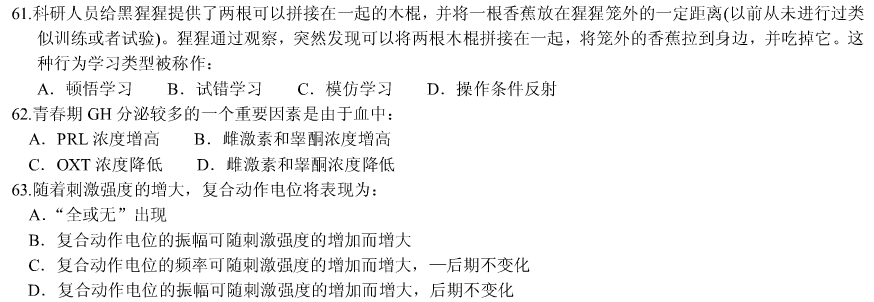 61.科研人员给黑猩猩提供了两根可以拼接在一起的木棍，并将一根香蕉放在猩猩笼外的一定距离(以前从未进行过类
似训练或者试验)。猩猩通过观察，突然发现可以将两根木棍拼接在一起，将笼外的香蕉拉到身边，并吃掉它。这
种行为学习类型被称作：
A．顿悟学习 B．试错学习 C．模仿学习 D．操作条件反射
62.青春期 GH 分泌较多的一个重要因素是由于血中：
A．PRL 浓度增高 B．雌激素和睾酮浓度增高
C．OXT 浓度降低 D．雌激素和睾酮浓度降低
63.随着刺激强度的增大，复合动作电位将表现为：
A．“全或无”出现
B．复合动作电位的振幅可随刺激强度的增加而增大
C．复合动作电位的频率可随刺激强度的增加而增大，—后期不变化
D．复合动作电位的振幅可随刺激强度的增加而增大，后期不变化